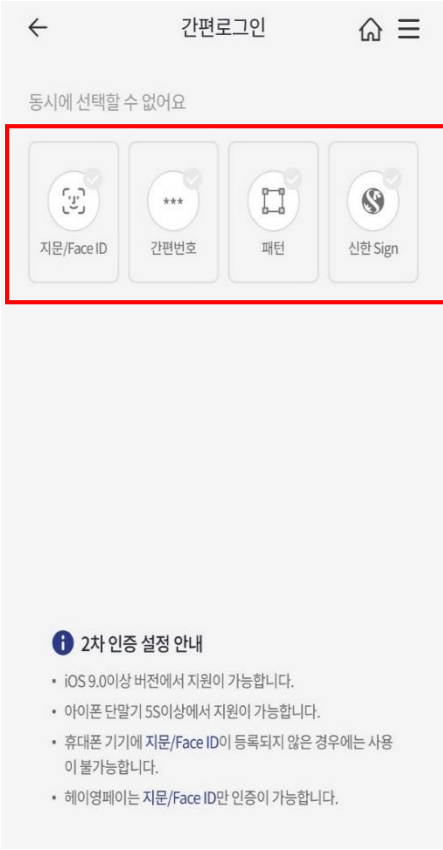 간편로그인
동시에 선택할 수 없어요
지문/Face ID
간편번호
패턴
신한 Sign
2차 인증 설정 안내
• iOS 9.0이상 버전에서 지원이 가능합니다.
• 아이폰 단말기 5S이상에서 지원이 가능합니다.
• 휴대폰 기기에 지문/Face ID이 등록되지 않은 경우에는 사용
이 불가능합니다.
• 헤이영페이는 지문/Face ID만 인증이 가능합니다.